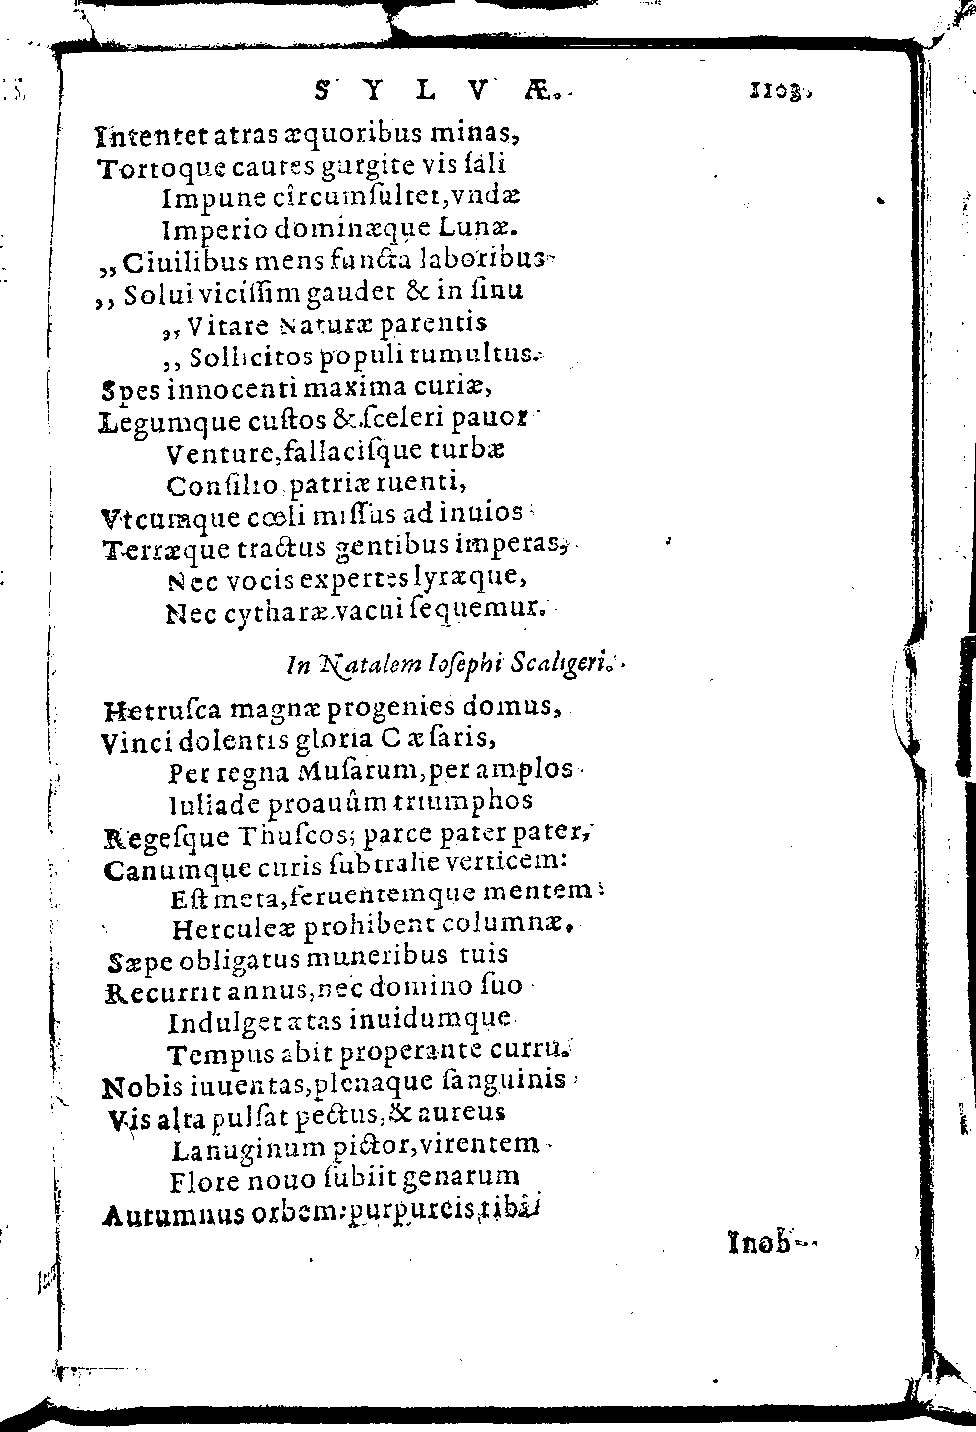 SYLVÆ. 1103.
Intentet atras æquoribus minas,
Tortoque cautes gurgite vis sali
Impune circumſultet, vndæ
Imperio dominæque Lunæ.
„Ciuilibus mens functa laboribus
„Solui viciſſim gaudet & in ſinu
„Vitare Naturæ parentis
„Sollicitos populi tumultus.
Spes innocenti maxima curiæ,
Legumque cuſtos & ſceleri pauor
Venture, fallaciſque turbæ
Conſilio patriæ ruenti,
Vtcumque cœli miſſus ad inuios
Terræque tractus gentibus imperas,
Nec vocis expertes lyræque,
Nec cytharæ vacui ſequemur.
In Natalem Ioſephi Scaligeri.
Hetruſca magnæ progenies domus,
Vinci dolentis gloria Cæſaris,
Per regna Muſarum, per amplos
Iuliade proauûm triumphos
Regeſque Thuſcos; parce pater pater,
Canumque curis ſubtrahe verticem:
Eſt meta, feruentemque mentem
Herculeæ prohibent columnæ.
Sæpe obligatus muneribus tuis
Recurrit annus, nec domino ſuo
Indulget ætas inuidumque
Tempus abit properante curru.
Nobis iuuentas, plenaque ſanguinis
Vis alta pulſat pectus, & aureus
Lanuginum pictor, virentem
Flore nouo ſubiit genarum
Autumnus orbem: purpureis tibi
Inob-